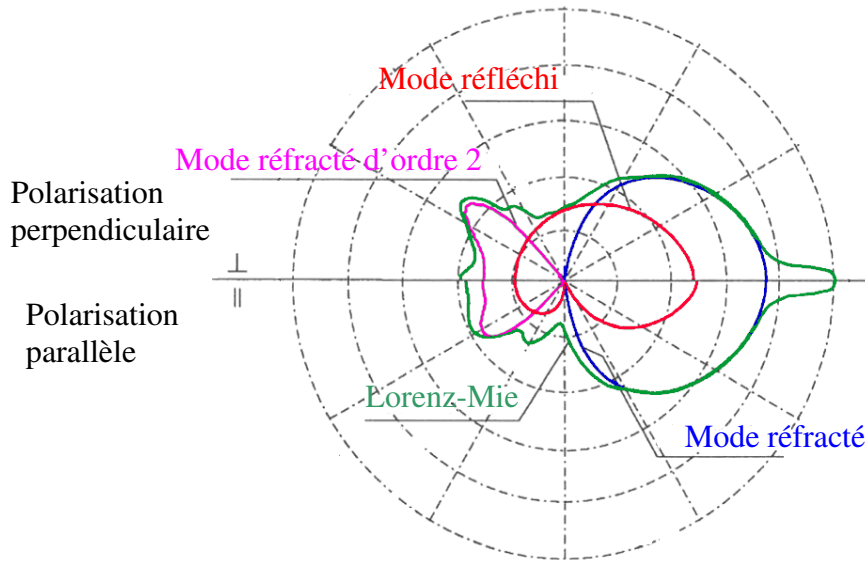 Mode réfléchi
Mode réfracté d'ordre 2
Polarisation
perpendiculaire
⊥
||
Polarisation
parallèle
Lorenz-Mie
Mode réfracté